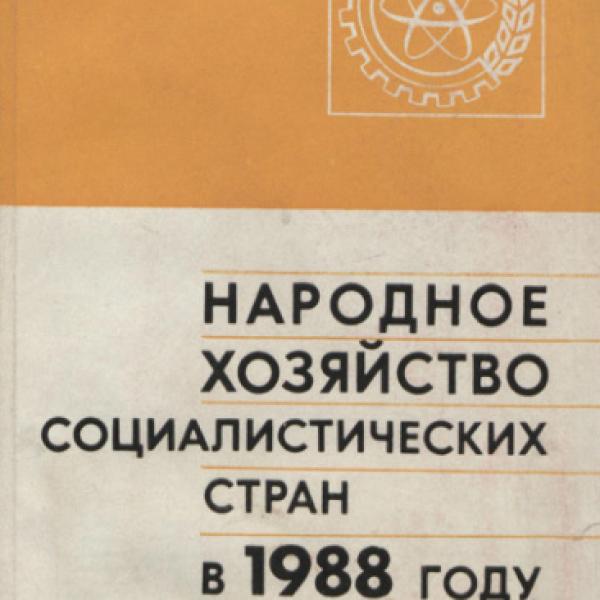 НАРОДНОЕ
ХОЗЯЙСТВО
СОЦИАЛИСТИЧЕСКИХ
СТРАН
В 1988 ГОДУ